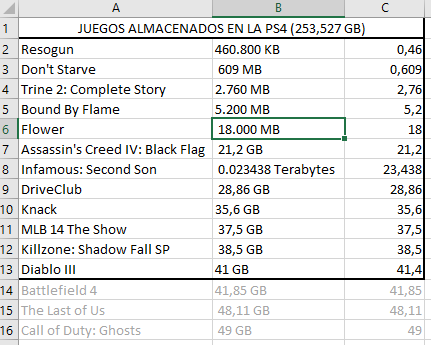 A B C
1 JUEGOS ALMACENADOS EN LA PS4 (253,527 GB)
2 Resogun 460.800 KB 0,46
3 Don't Starve 609 MB 0,609
4 Trine 2: Complete Story 2.760 MB 2,76
5 Bound By Flame 5.200 MB 5,2
6 Flower 18.000 MB 18
7 Assassin's Creed IV: Black Flag 21,2 GB 21,2
8 Infamous: Second Son 0.023438 Terabytes 23,438
9 DriveClub 28,86 GB 28,86
10 Knack 35,6 GB 35,6
11 MLB 14 The Show 37,5 GB 37,5
12 Killzone: Shadow Fall SP 38,5 GB 38,5
13 Diablo III 41 GB 41,4
14 Battlefield 4 41,85 GB 41,85
15 The Last of Us 48,11 GB 48,11
16 Call of Duty: Ghosts 49 GB 49